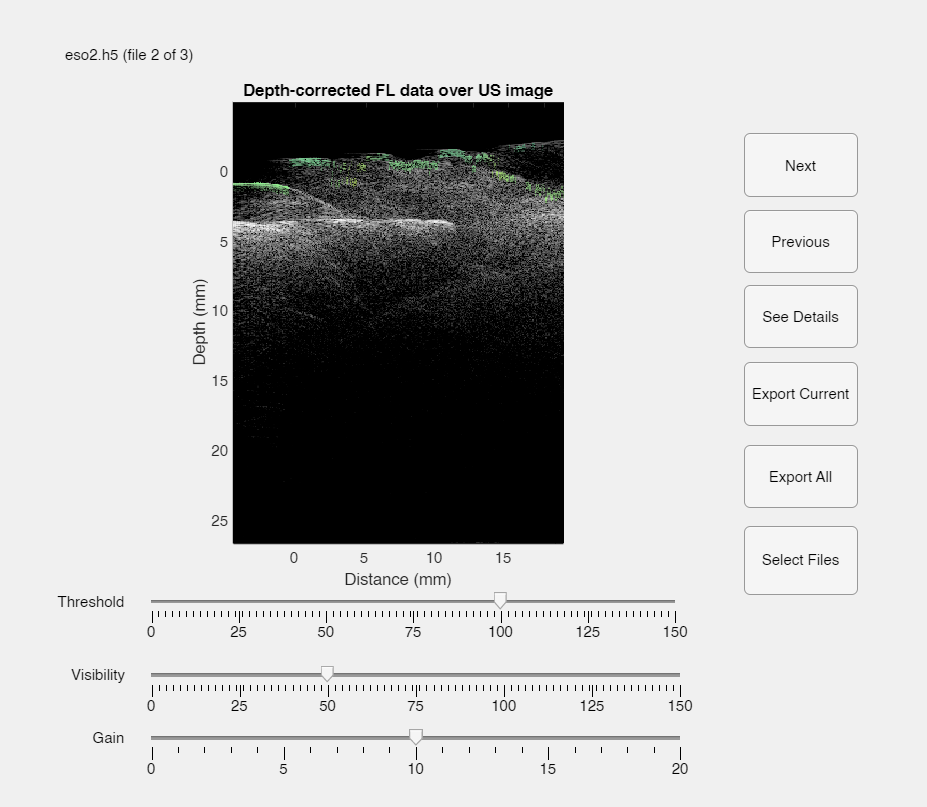 eso2.h5 (file 2 of 3)
Depth-corrected FL data over US image
0
5
10
15
20
25
Depth (mm)
0 5 10 15
Distance (mm)
Next
Previous
See Details
Export Current
Export All
Select Files
Threshold
0 25 50 75 100 125 150
Visibility
0 25 50 75 100 125 150
Gain
0 5 10 15 20